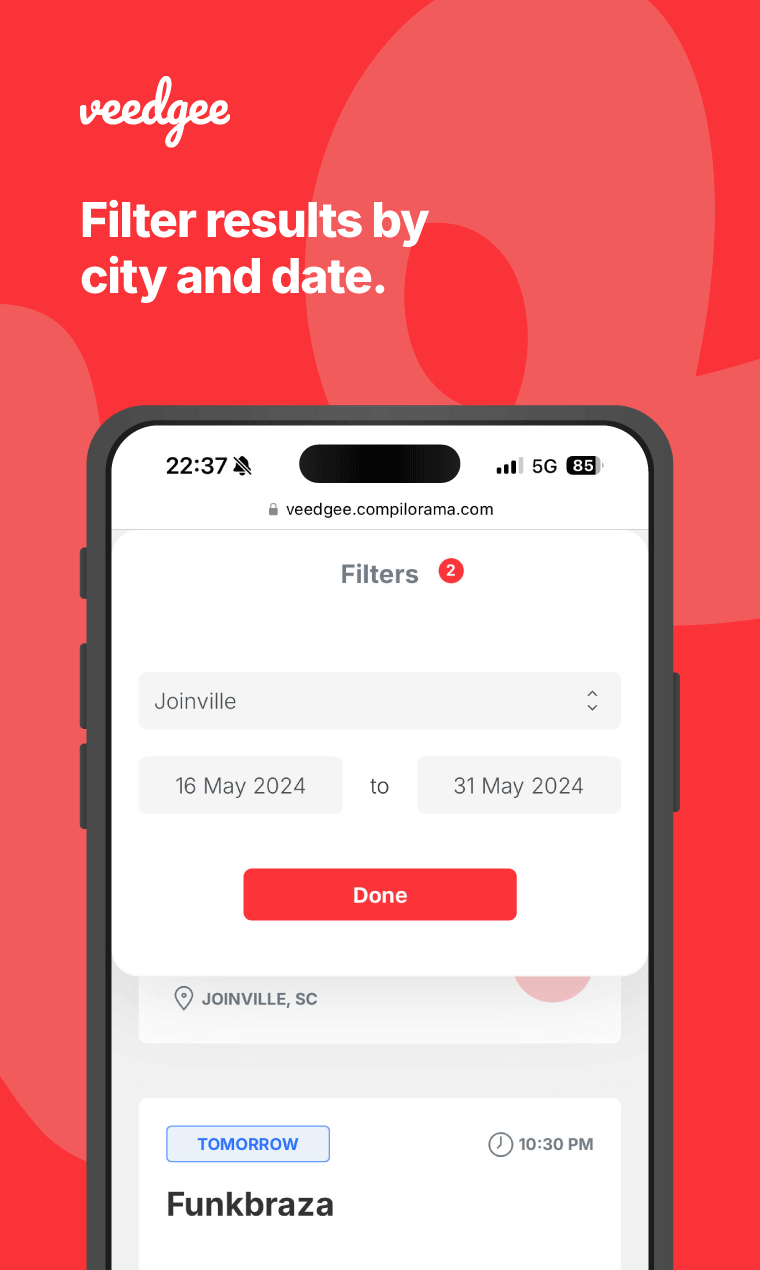 veedgee
Filter results by
city and date.
22:37 5G 85
veedgee.compilorama.com
Filters 2
Joinville
16 May 2024 to 31 May 2024
Done
JOINVILLE, SC
TOMORROW 10:30 PM
Funkbraza